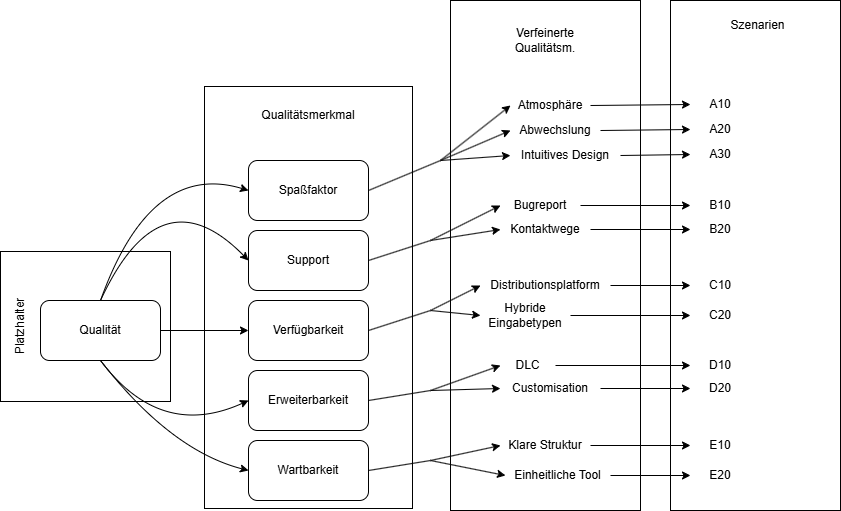 Platzhalter
Qualität
Qualitätsmerkmal
Spaßfaktor
Support
Verfügbarkeit
Erweiterbarkeit
Wartbarkeit
Verfeinerte
Qualitätsm.
Atmosphäre
Abwechslung
Intuitives Design
Bugreport
Kontaktwege
Distributionsplatform
Hybride
Eingabetypen
DLC
Customisation
Klare Struktur
Einheitliche Tool
Szenarien
A10
A20
A30
B10
B20
C10
C20
D10
D20
E10
E20